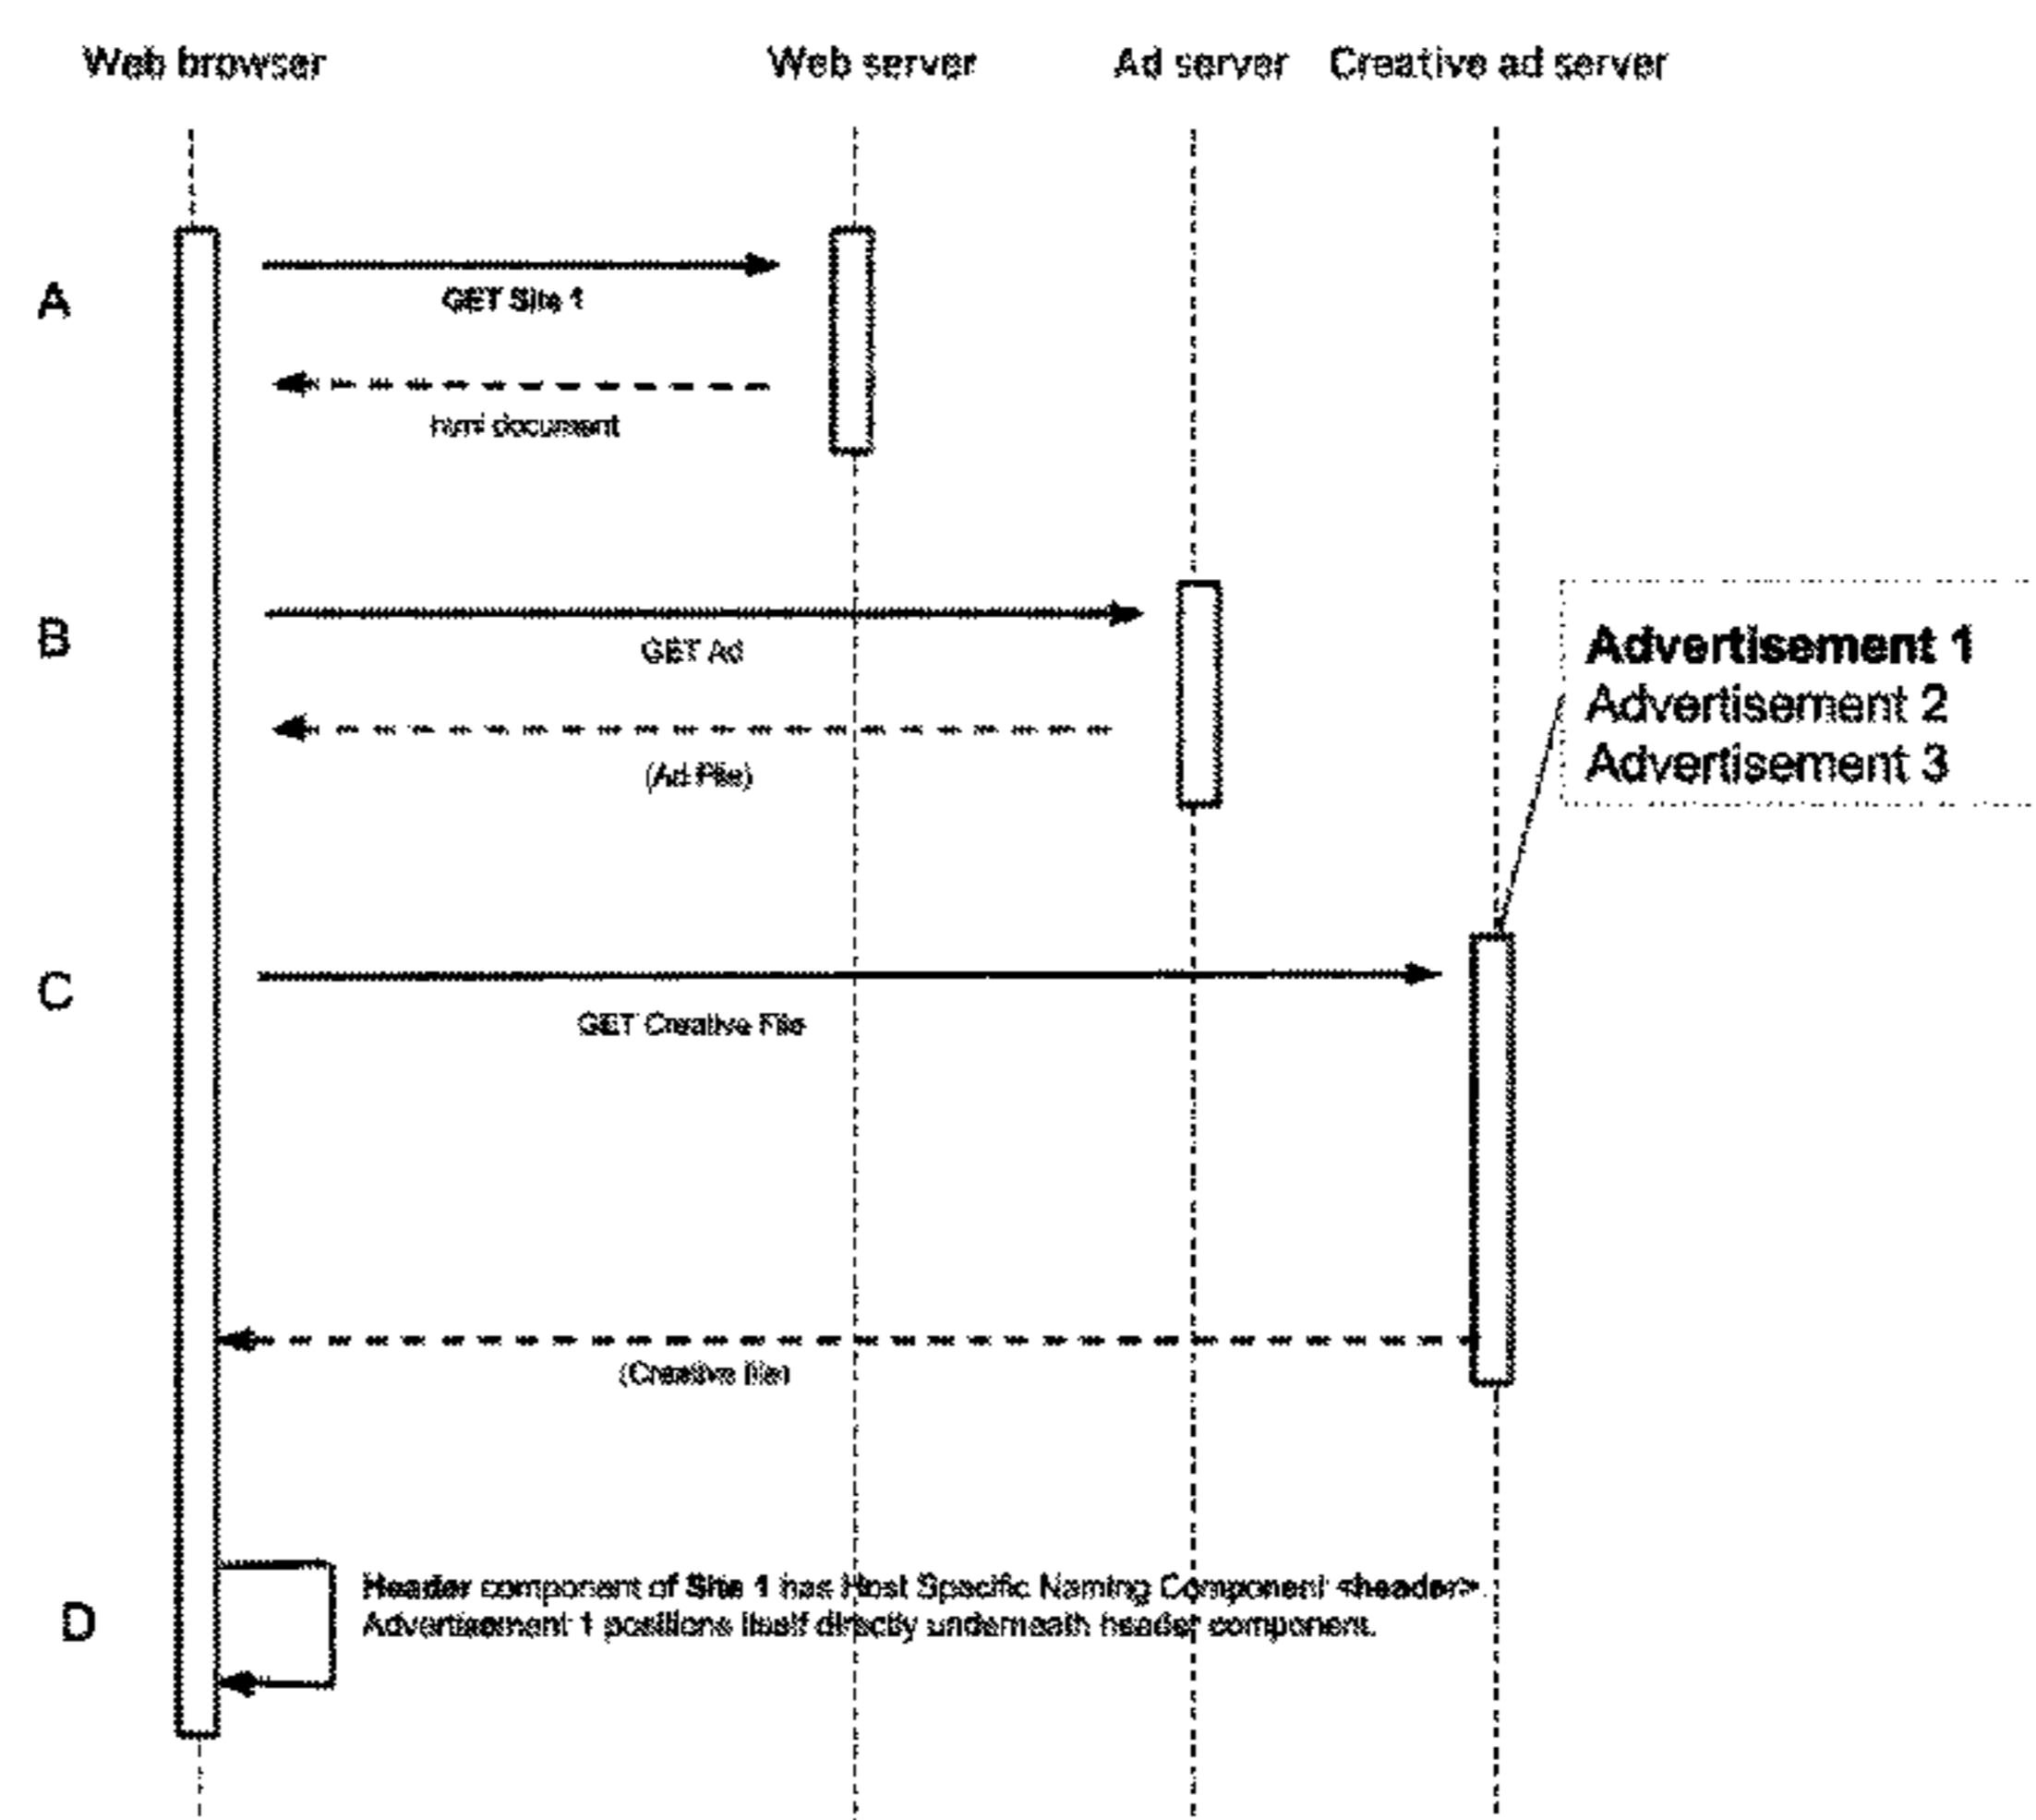 Web browser
Web server
Ad server
Creative ad server
A
GET Site 1
html document
B
GET Ad
(Ad File)
Advertisement 1
Advertisement 2
Advertisement 3
C
GET Creative File
(Creative file)
D
Header component of Site 1 has Host Specific Naming Component <header>.
Advertisement 1 positions itself directly underneath header component.